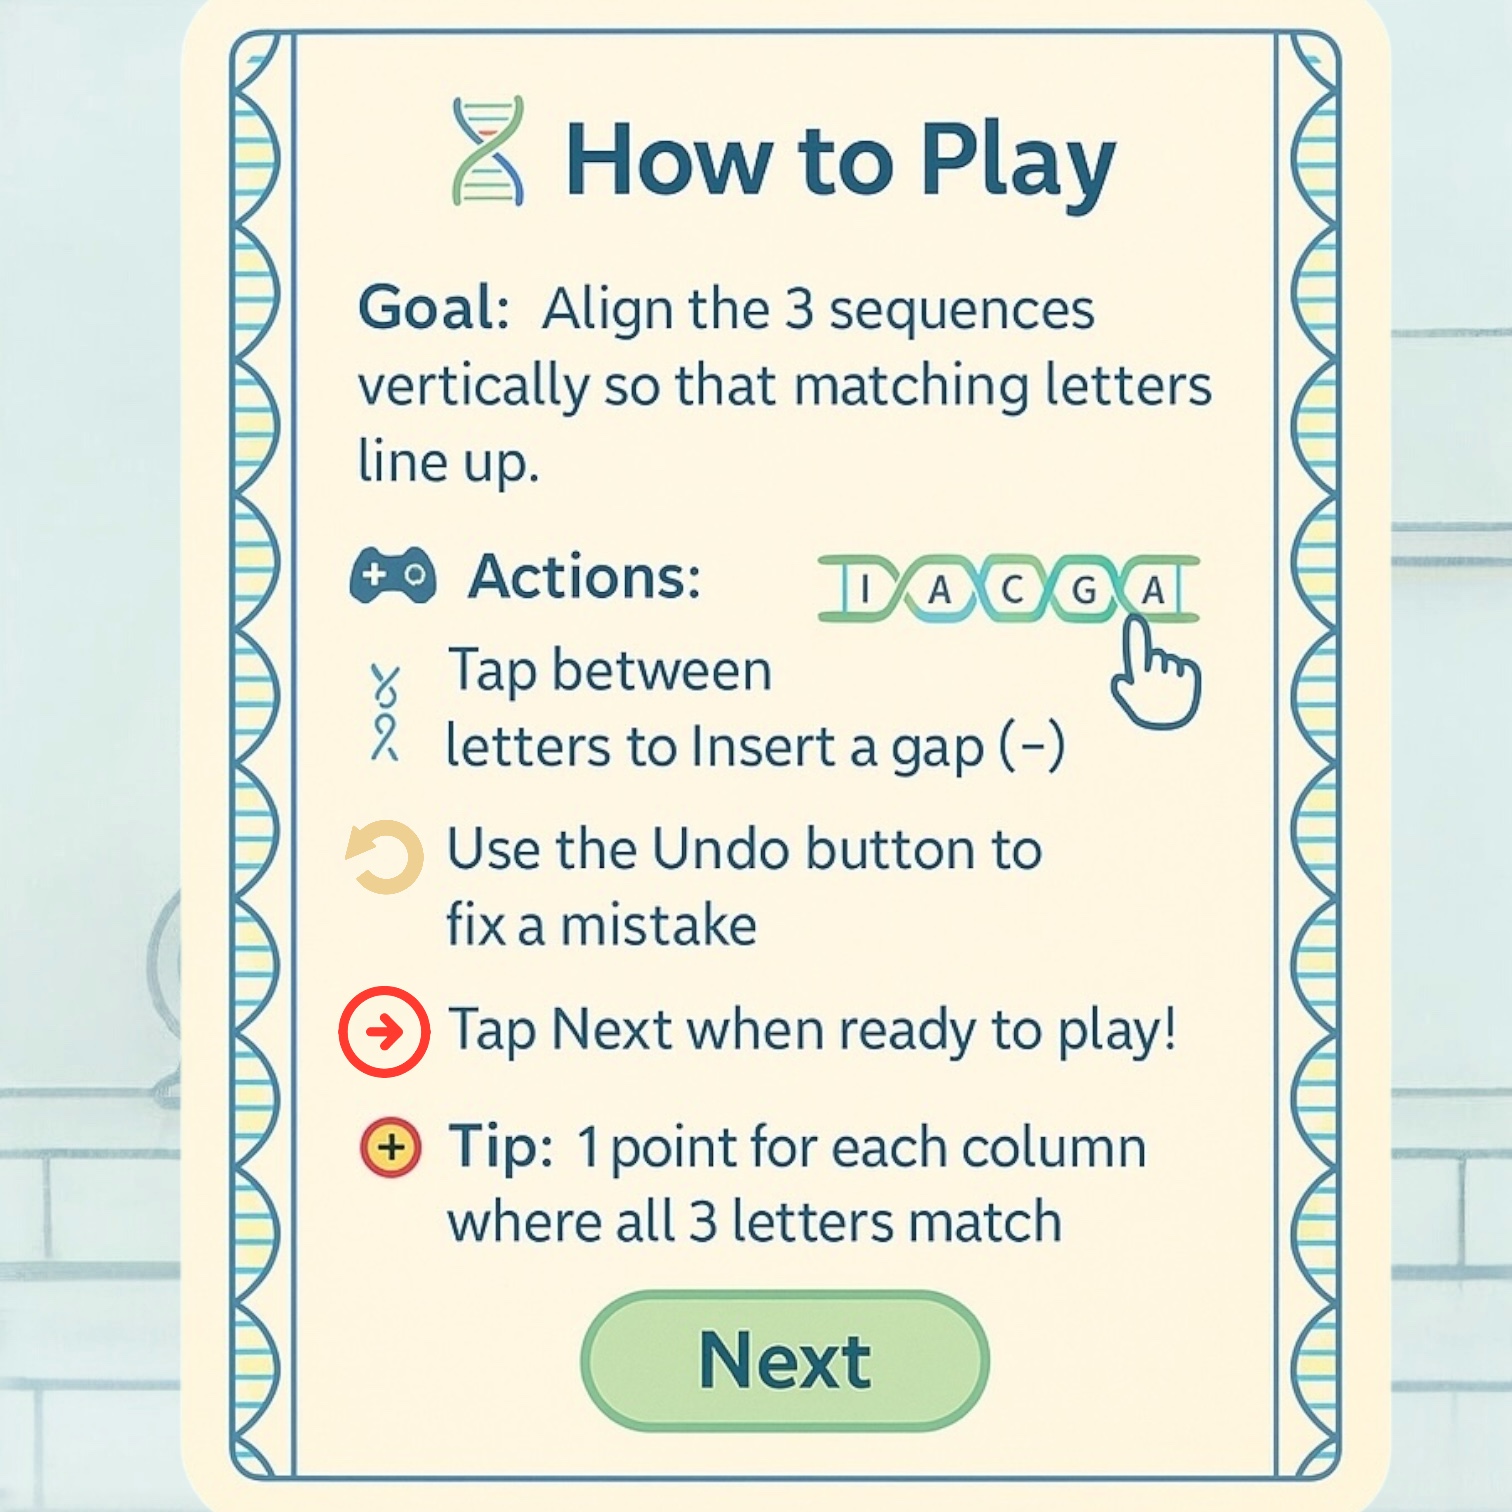 How to Play
Goal: Align the 3 sequences
vertically so that matching letters
line up.
Actions:
I A C G A
Tap between
letters to Insert a gap (–)
Use the Undo button to
fix a mistake
Tap Next when ready to play!
Tip: 1 point for each column
where all 3 letters match
Next